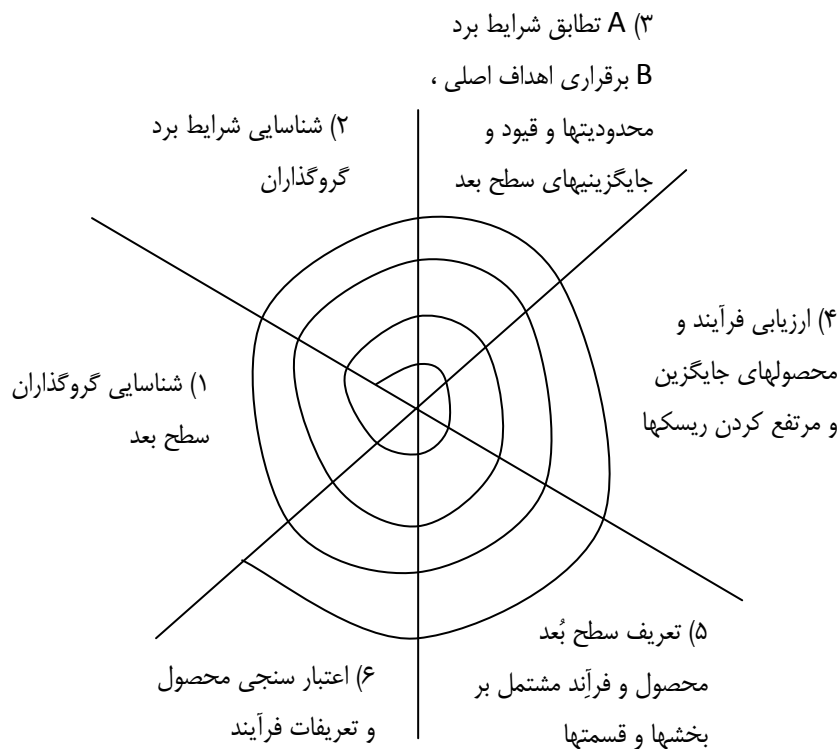 ۳) A تطابق شرایط برد
B برقراری اهداف اصلی ،
محدودیتها و قیود و
جایگزینیهای سطح بعد
۲) شناسایی شرایط برد
گروگذاران
۴) ارزیابی فرآیند و
محصولهای جایگزین
و مرتفع کردن ریسکها
۱) شناسایی گروگذاران
سطح بعد
۵) تعریف سطح بُعد
محصول و فرآِند مشتمل بر
بخشها و قسمتها
۶) اعتبار سنجی محصول
و تعریفات فرآیند